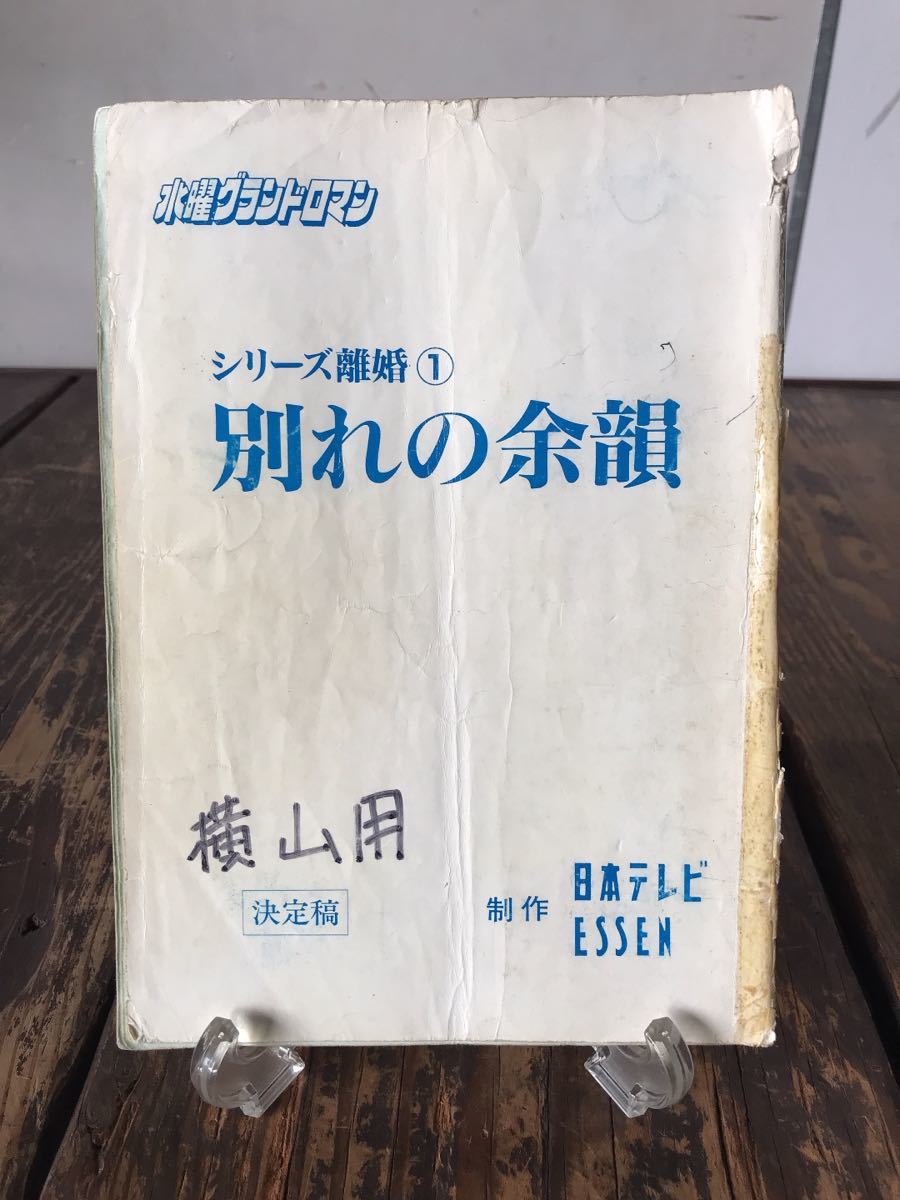 水曜グランドロマン
シリーズ離婚①
別れの余韻
横山用
決定稿
制作 日本テレビ
ESSEN